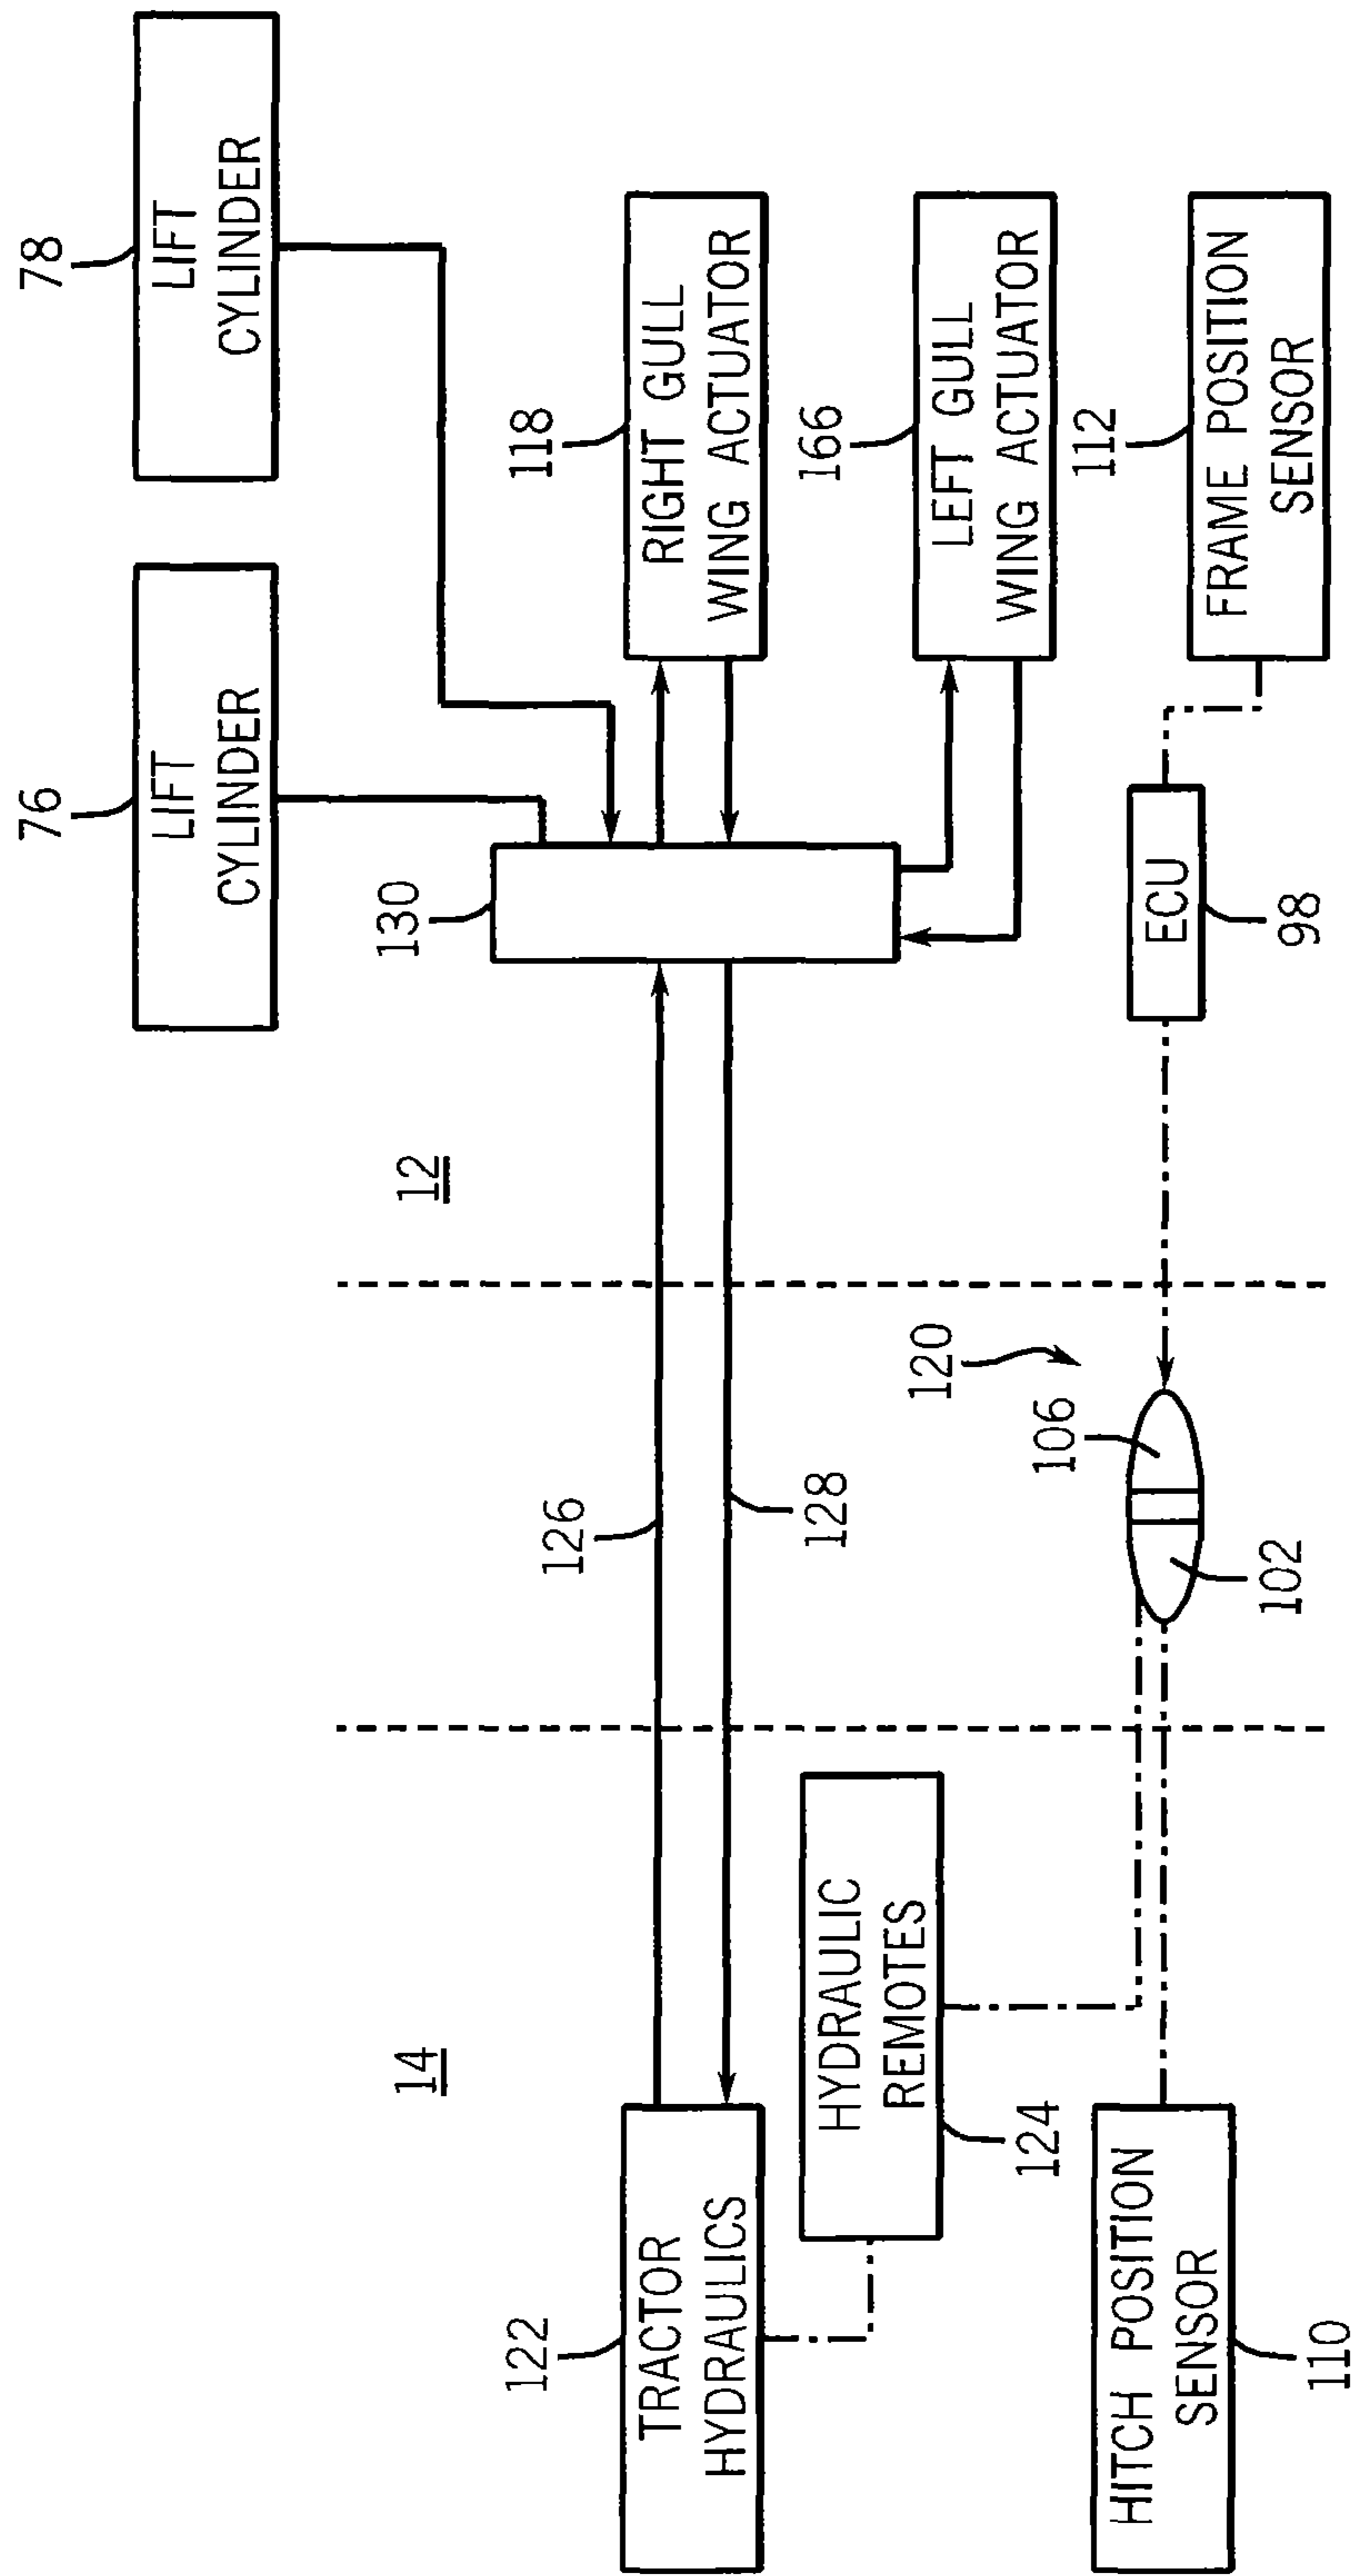 78
LIFT
CYLINDER
76
LIFT
CYLINDER
118
RIGHT GULL
WING ACTUATOR
166
LEFT GULL
WING ACTUATOR
112
FRAME POSITION
SENSOR
130
ECU
98
12
126
128
120
106
102
14
122
TRACTOR
HYDRAULICS
HYDRAULIC
REMOTES
124
HITCH POSITION
SENSOR
110